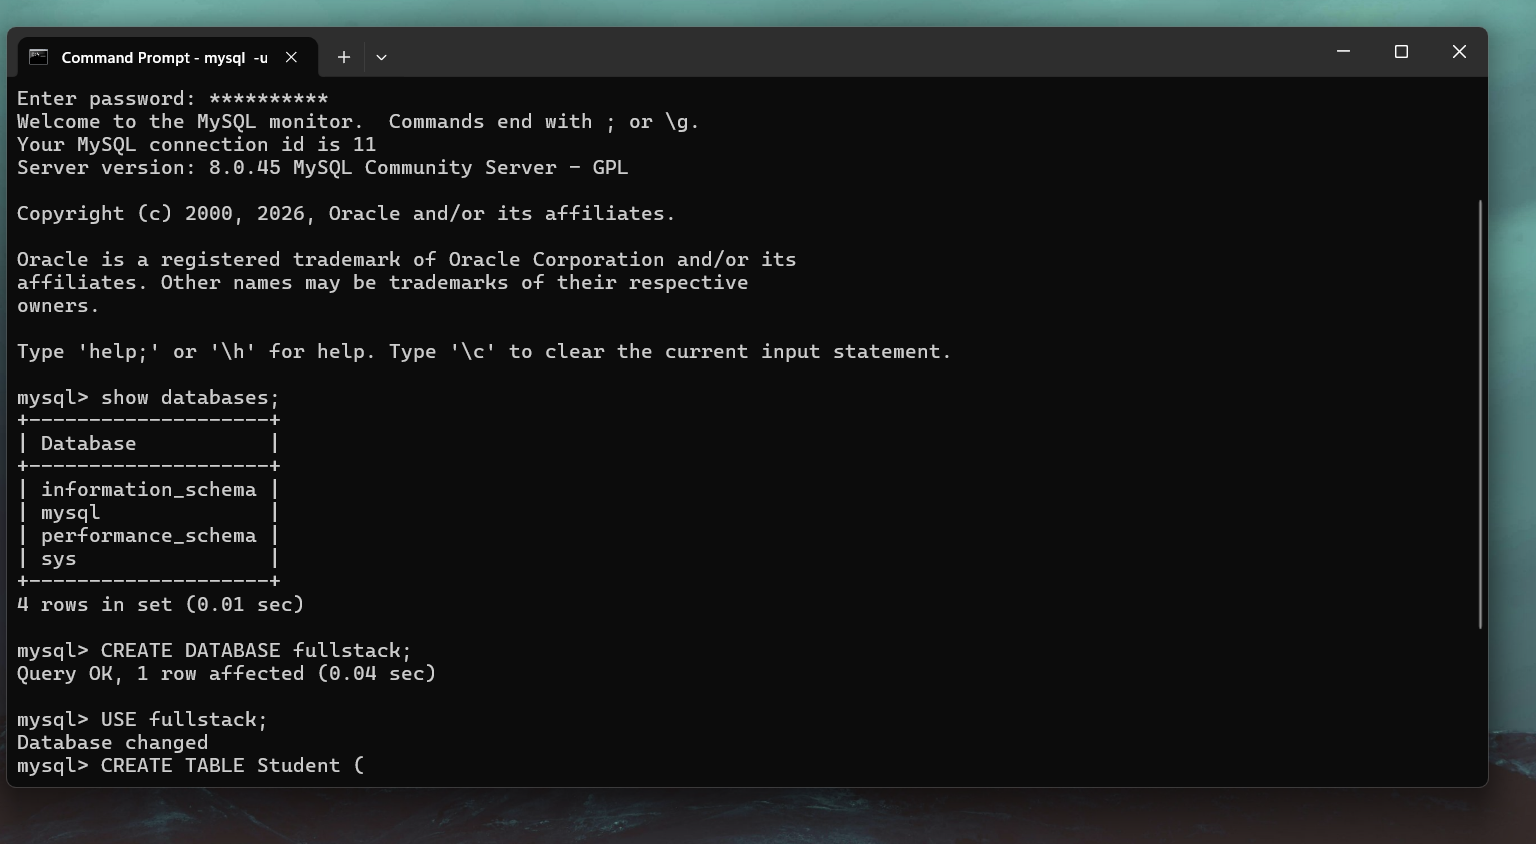 Command Prompt - mysql -u
Enter password: **********
Welcome to the MySQL monitor.  Commands end with ; or \g.
Your MySQL connection id is 11
Server version: 8.0.45 MySQL Community Server - GPL
Copyright (c) 2000, 2026, Oracle and/or its affiliates.
Oracle is a registered trademark of Oracle Corporation and/or its
affiliates. Other names may be trademarks of their respective
owners.
Type 'help;' or '\h' for help. Type '\c' to clear the current input statement.
mysql> show databases;
+--------------------+
| Database           |
+--------------------+
| information_schema |
| mysql              |
| performance_schema |
| sys                |
+--------------------+
4 rows in set (0.01 sec)
mysql> CREATE DATABASE fullstack;
Query OK, 1 row affected (0.04 sec)
mysql> USE fullstack;
Database changed
mysql> CREATE TABLE Student (